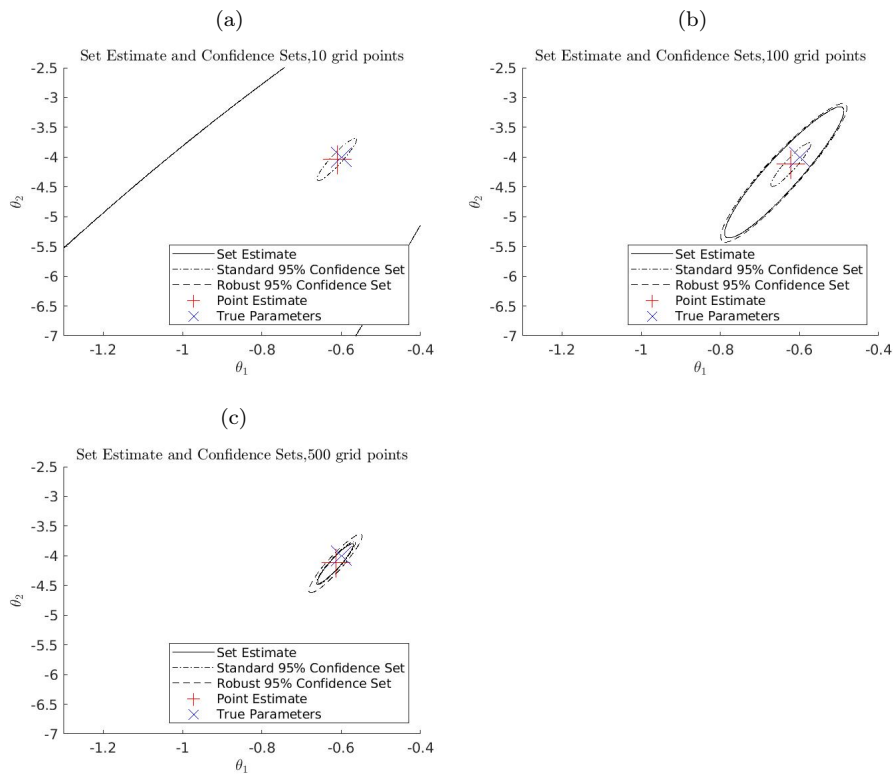 (a)
Set Estimate and Confidence Sets,10 grid points
-2.5
-3
-3.5
-4
-4.5
-5
-5.5
-6
-6.5
-7
θ₂
-1.2
-1
-0.8
-0.6
-0.4
θ₁
Set Estimate
Standard 95% Confidence Set
Robust 95% Confidence Set
Point Estimate
True Parameters
(b)
Set Estimate and Confidence Sets,100 grid points
-2.5
-3
-3.5
-4
-4.5
-5
-5.5
-6
-6.5
-7
θ₂
-1.2
-1
-0.8
-0.6
-0.4
θ₁
Set Estimate
Standard 95% Confidence Set
Robust 95% Confidence Set
Point Estimate
True Parameters
(c)
Set Estimate and Confidence Sets,500 grid points
-2.5
-3
-3.5
-4
-4.5
-5
-5.5
-6
-6.5
-7
θ₂
-1.2
-1
-0.8
-0.6
-0.4
θ₁
Set Estimate
Standard 95% Confidence Set
Robust 95% Confidence Set
Point Estimate
True Parameters